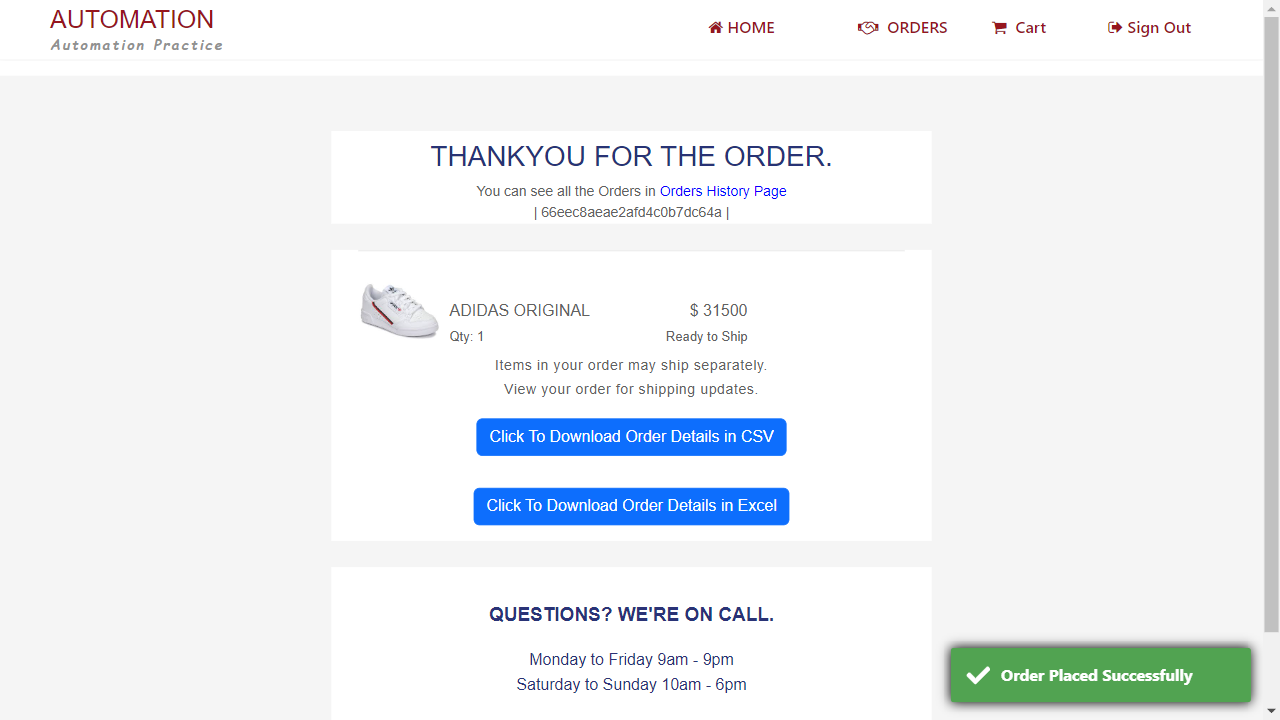 AUTOMATION
Automation Practice
HOME
ORDERS
Cart
Sign Out
THANKYOU FOR THE ORDER.
You can see all the Orders in Orders History Page
| 66eec8aeae2afd4c0b7dc64a |
ADIDAS ORIGINAL
$ 31500
Qty: 1
Ready to Ship
Items in your order may ship separately.
View your order for shipping updates.
Click To Download Order Details in CSV
Click To Download Order Details in Excel
QUESTIONS? WE'RE ON CALL.
Monday to Friday 9am - 9pm
Saturday to Sunday 10am - 6pm
Order Placed Successfully